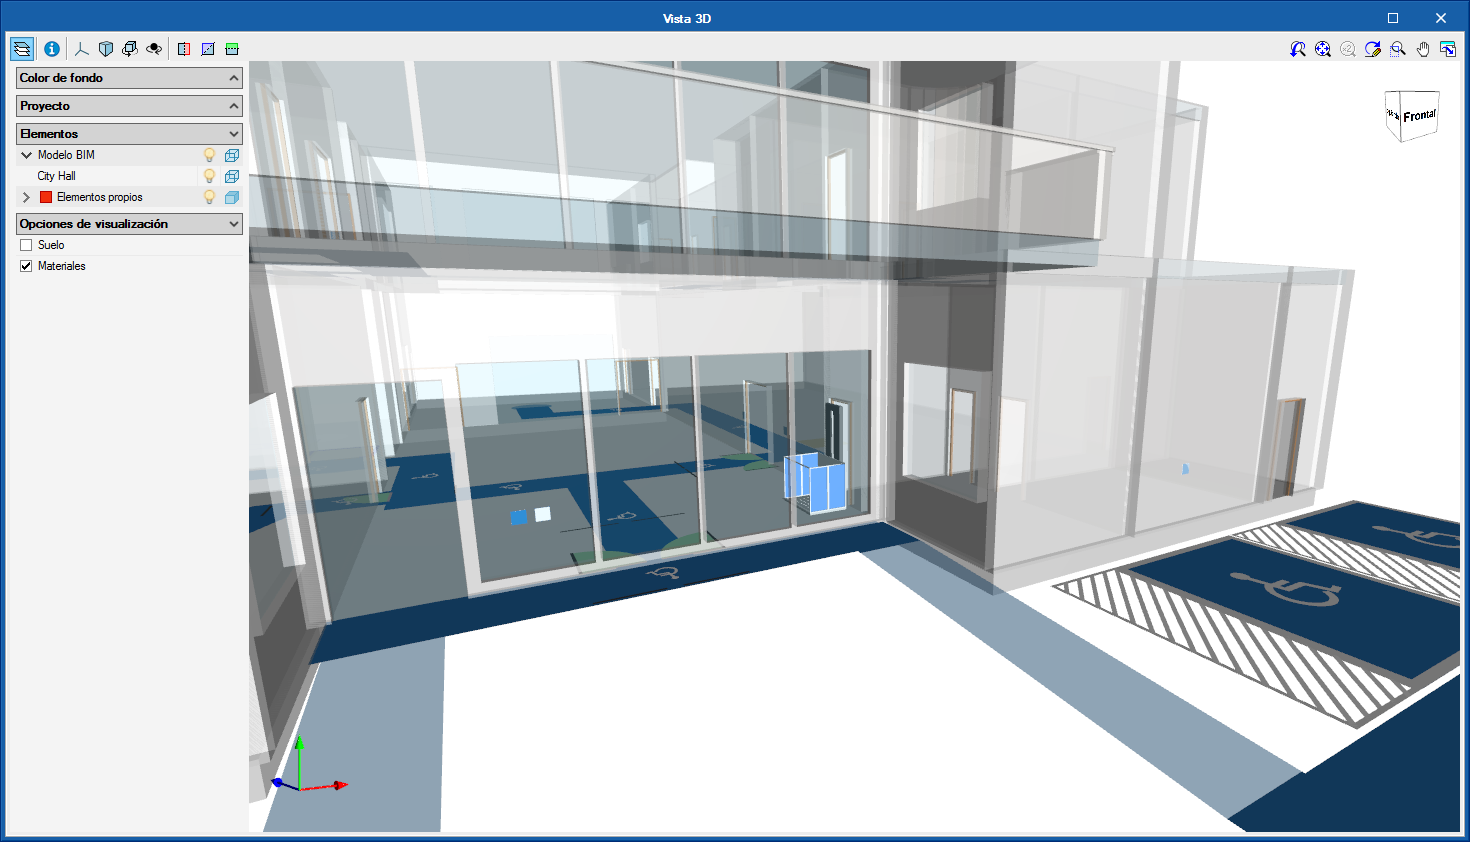 Vista 3D
Color de fondo
Proyecto
Elementos
Modelo BIM
City Hall
Elementos propios
Opciones de visualización
Suelo
Materiales
Frontal